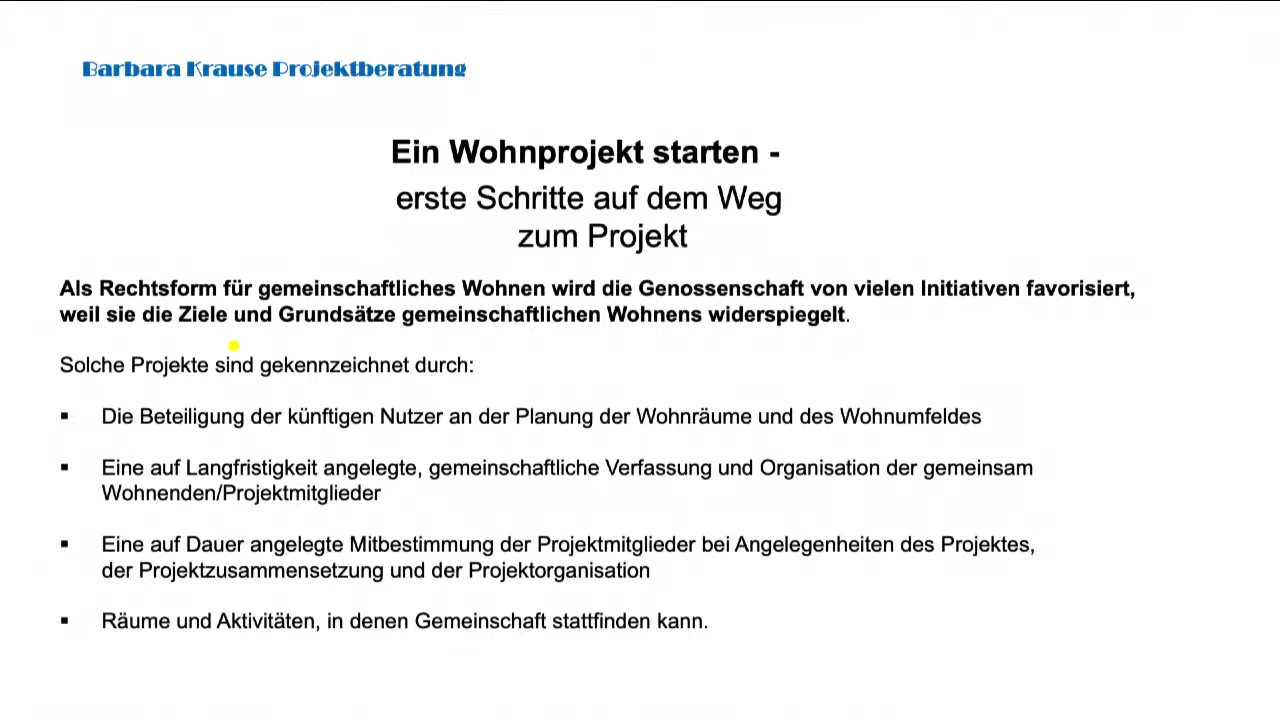 Barbara Krause Projektberatung
Ein Wohnprojekt starten -
erste Schritte auf dem Weg
zum Projekt
Als Rechtsform für gemeinschaftliches Wohnen wird die Genossenschaft von vielen Initiativen favorisiert,
weil sie die Ziele und Grundsätze gemeinschaftlichen Wohnens widerspiegelt.
Solche Projekte sind gekennzeichnet durch:
▪ Die Beteiligung der künftigen Nutzer an der Planung der Wohnräume und des Wohnumfeldes
▪ Eine auf Langfristigkeit angelegte, gemeinschaftliche Verfassung und Organisation der gemeinsam
Wohnenden/Projektmitglieder
▪ Eine auf Dauer angelegte Mitbestimmung der Projektmitglieder bei Angelegenheiten des Projektes,
der Projektzusammensetzung und der Projektorganisation
▪ Räume und Aktivitäten, in denen Gemeinschaft stattfinden kann.